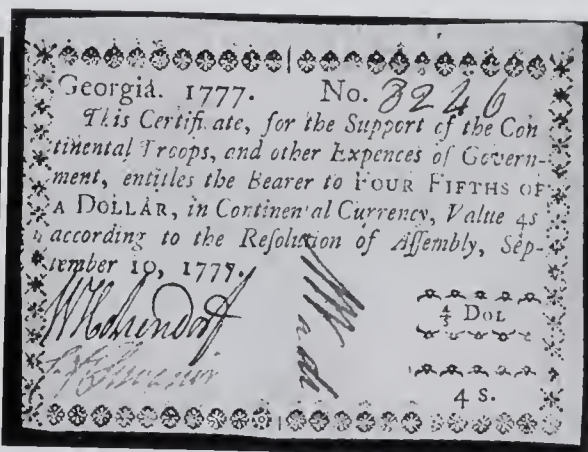 Georgia. 1777. No. 3246
This Certificate, for the Support of the Con
tinental Troops, and other Expences of Govern-
ment, entitles the Bearer to FOUR FIFTHS OF
A DOLLAR, in Continental Currency, Value 4s
according to the Reſolution of Aſſembly, Sep-
tember 10, 1777.
4/5 DOL
4 s.